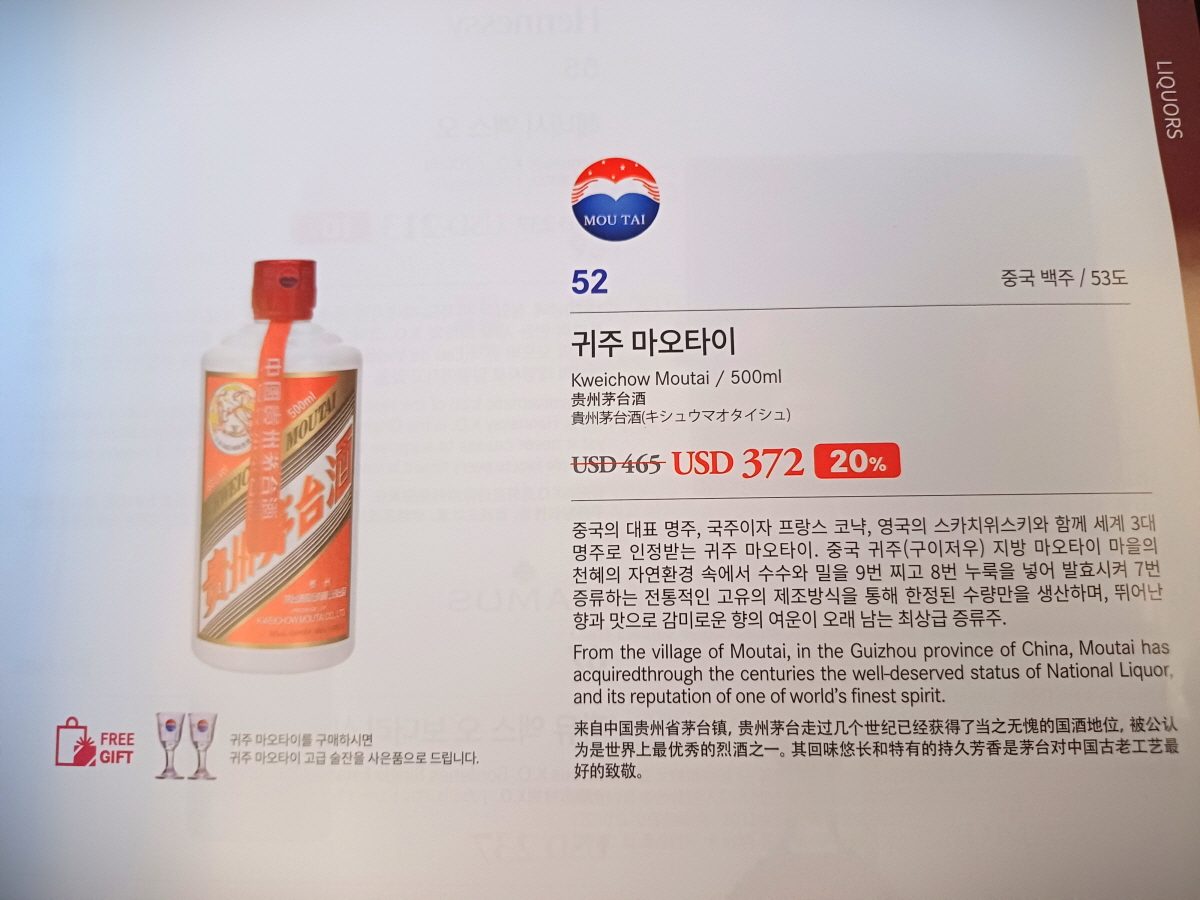 LIQUORS
MOU TAI
52
중국 백주 / 53도
귀주 마오타이
Kweichow Moutai / 500ml
贵州茅台酒
貴州茅台酒(キシュウマオタイシュ)
USD 465 USD 372 20%
중국의 대표 명주, 국주이자 프랑스 코냑, 영국의 스카치위스키와 함께 세계 3대
명주로 인정받는 귀주 마오타이. 중국 귀주(구이저우) 지방 마오타이 마을의
천혜의 자연환경 속에서 수수와 밀을 9번 찌고 8번 누룩을 넣어 발효시켜 7번
증류하는 전통적인 고유의 제조방식을 통해 한정된 수량만을 생산하며, 뛰어난
향과 맛으로 감미로운 향의 여운이 오래 남는 최상급 증류주.
From the village of Moutai, in the Guizhou province of China, Moutai has
acquiredthrough the centuries the well-deserved status of National Liquor,
and its reputation of one of world's finest spirit.
来自中国贵州省茅台镇，贵州茅台走过几个世纪已经获得了当之无愧的国酒地位，被公认
为是世界上最优秀的烈酒之一。其回味悠长和特有的持久芳香是茅台对中国古老工艺最
好的致敬。
中國貴州茅台酒
500ml
KWEIC MOUTAI
貴州茅台酒
KWEICHOW MOUTAI CO., LTD
FREE
GIFT
귀주 마오타이를 구매하시면
귀주 마오타이 고급 술잔을 사은품으로 드립니다.